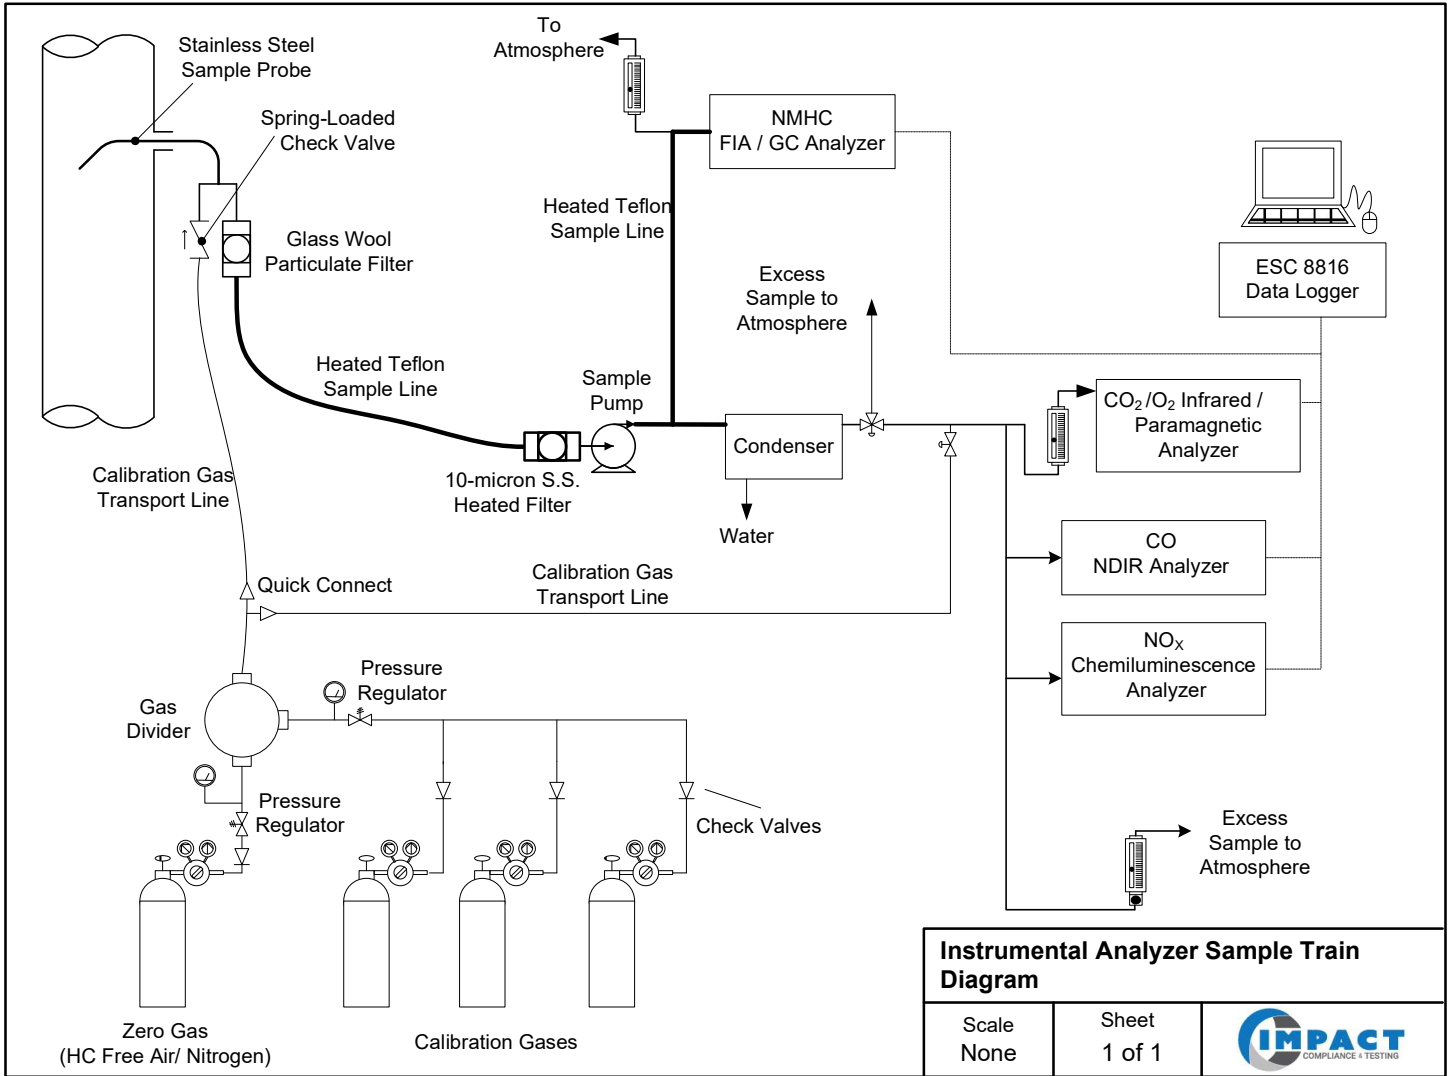 To
Atmosphere
Stainless Steel
Sample Probe
Spring-Loaded
Check Valve
NMHC
FIA / GC Analyzer
Heated Teflon
Sample Line
Glass Wool
Particulate Filter
Excess
Sample to
Atmosphere
ESC 8816
Data Logger
Heated Teflon
Sample Line
Sample
Pump
CO₂ /O₂ Infrared /
Paramagnetic
Analyzer
Condenser
Calibration Gas
Transport Line
10-micron S.S.
Heated Filter
Water
CO
NDIR Analyzer
Quick Connect
Calibration Gas
Transport Line
NOₓ
Chemiluminescence
Analyzer
Pressure
Regulator
Gas
Divider
Pressure
Regulator
Check Valves
Excess
Sample to
Atmosphere
Zero Gas
(HC Free Air/ Nitrogen)
Calibration Gases
Instrumental Analyzer Sample Train
Diagram
Scale
None
Sheet
1 of 1
IMPACT
COMPLIANCE & TESTING